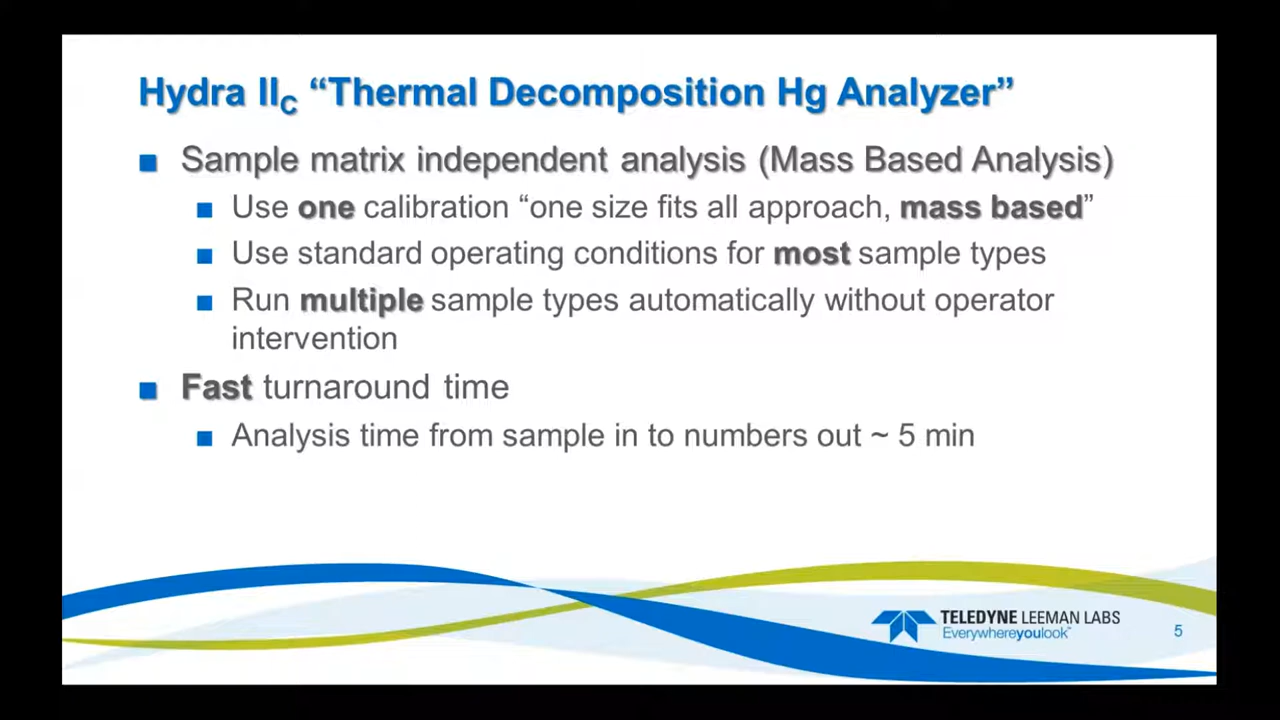 Hydra IIC “Thermal Decomposition Hg Analyzer”
Sample matrix independent analysis (Mass Based Analysis)
Use one calibration “one size fits all approach, mass based”
Use standard operating conditions for most sample types
Run multiple sample types automatically without operator
intervention
Fast turnaround time
Analysis time from sample in to numbers out ~ 5 min
TELEDYNE LEEMAN LABS
Everywhereyoulook™
5